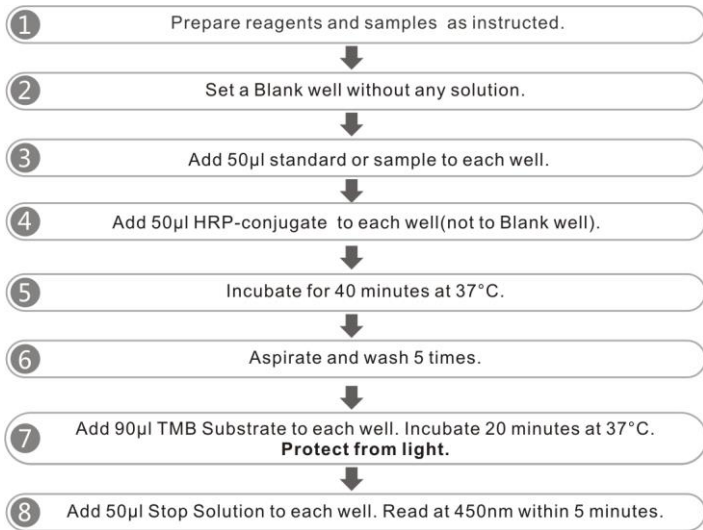 1 Prepare reagents and samples as instructed.
2 Set a Blank well without any solution.
3 Add 50μl standard or sample to each well.
4 Add 50μl HRP-conjugate to each well(not to Blank well).
5 Incubate for 40 minutes at 37°C.
6 Aspirate and wash 5 times.
7 Add 90μl TMB Substrate to each well. Incubate 20 minutes at 37°C.
Protect from light.
8 Add 50μl Stop Solution to each well. Read at 450nm within 5 minutes.